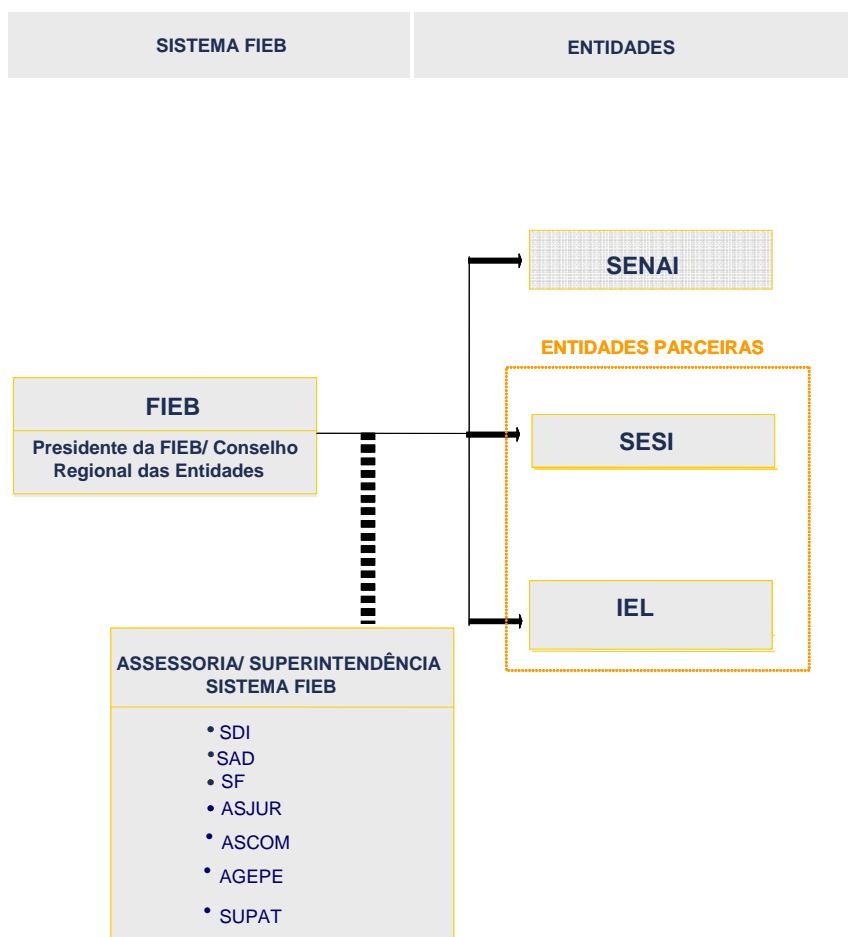 SISTEMA FIEB
ENTIDADES
SENAI
ENTIDADES PARCEIRAS
FIEB
Presidente da FIEB/ Conselho
Regional das Entidades
SESI
IEL
ASSESSORIA/ SUPERINTENDÊNCIA
SISTEMA FIEB
• SDI
• SAD
• SF
• ASJUR
• ASCOM
• AGEPE
• SUPAT